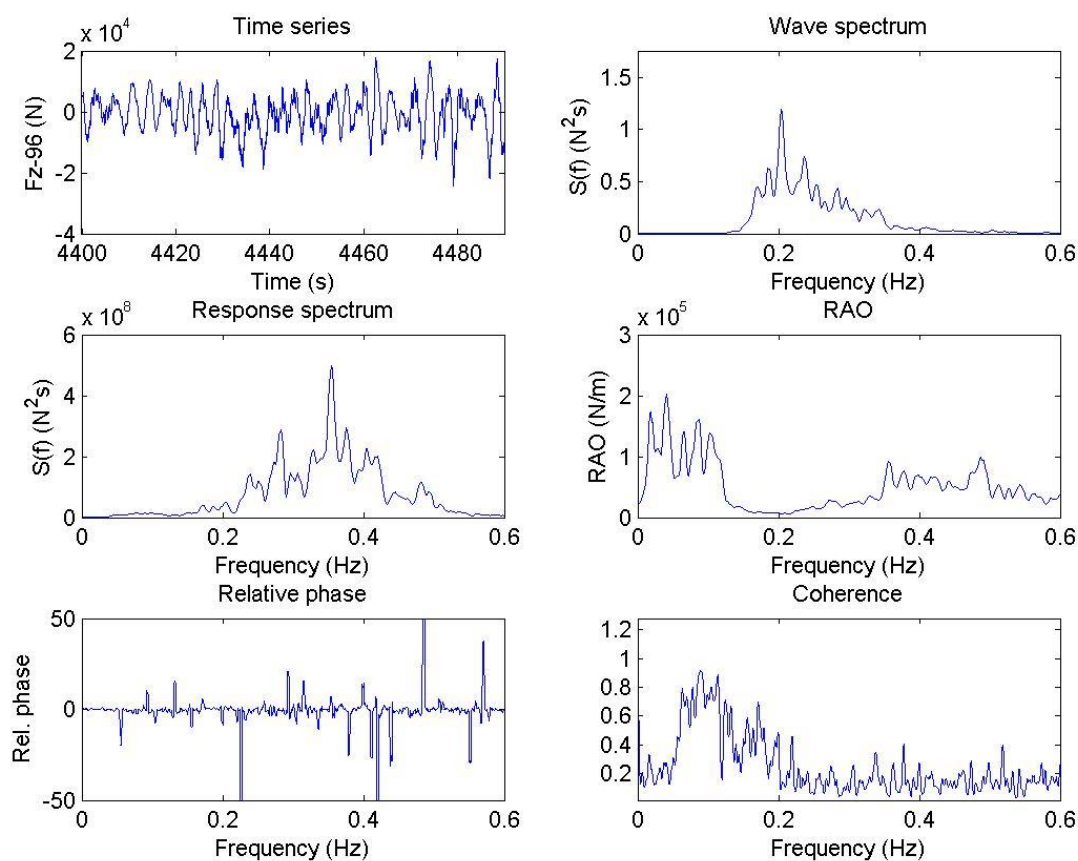 Time series
x 10^4
2
0
-2
-4
Fz-96 (N)
4400 4420 4440 4460 4480
Time (s)
Wave spectrum
1.5
1
0.5
0
S(f) (N^2s)
0 0.2 0.4 0.6
Frequency (Hz)
Response spectrum
x 10^8
6
4
2
0
S(f) (N^2s)
0 0.2 0.4 0.6
Frequency (Hz)
RAO
x 10^5
3
2
1
0
RAO (N/m)
0 0.2 0.4 0.6
Frequency (Hz)
Relative phase
50
0
-50
Rel. phase
0 0.2 0.4 0.6
Frequency (Hz)
Coherence
1.2
1
0.8
0.6
0.4
0.2
0 0.2 0.4 0.6
Frequency (Hz)